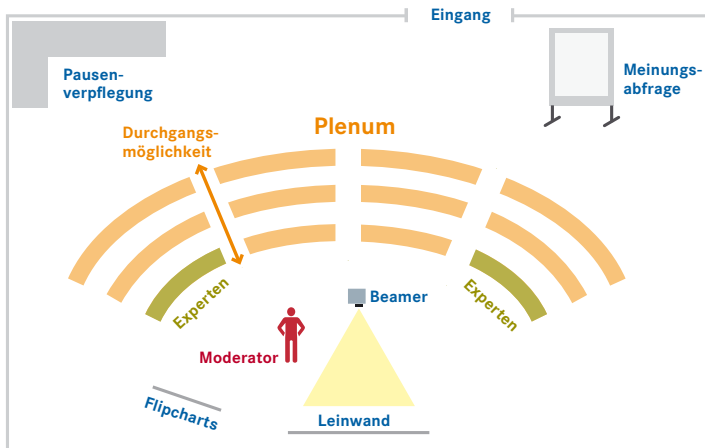 Eingang
Pausen-
verpflegung
Meinungs-
abfrage
Plenum
Durchgangs-
möglichkeit
Experten
Experten
Beamer
Moderator
Flipcharts
Leinwand